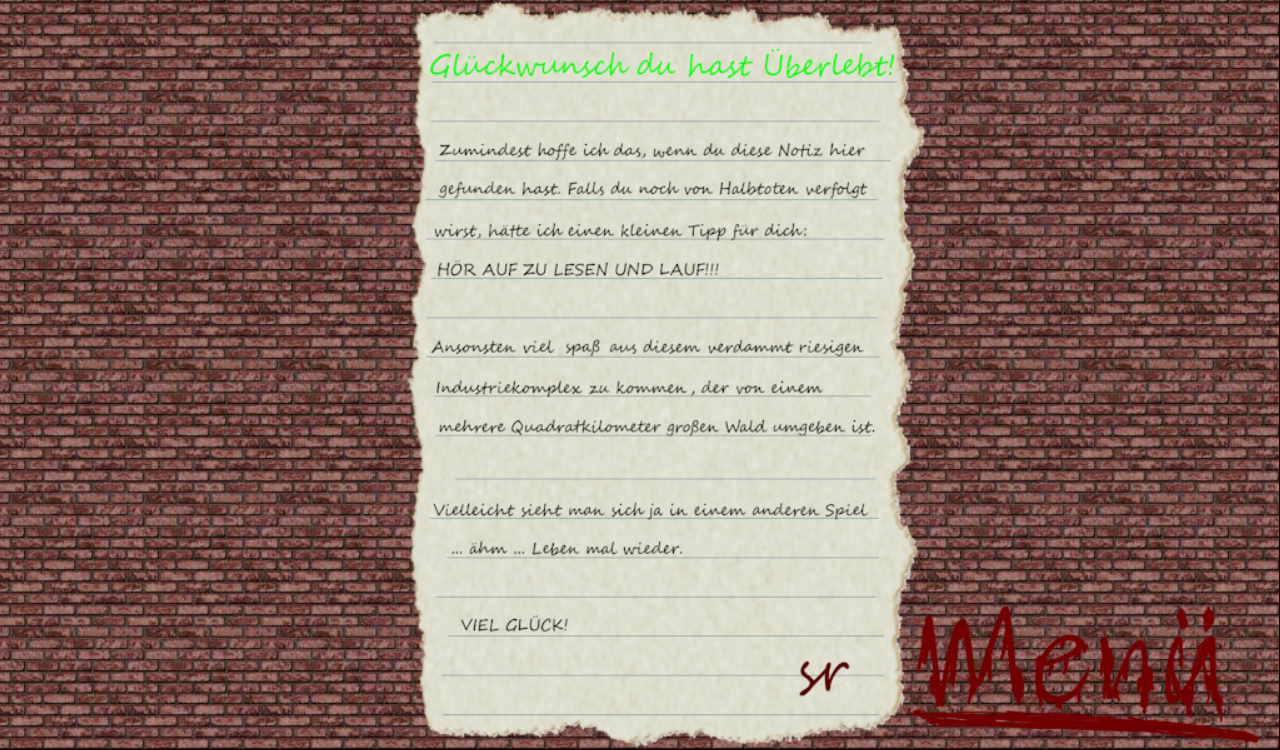 Glückwunsch du hast Überlebt!
Zumindest hoffe ich das, wenn du diese Notiz hier
gefunden hast. Falls du noch von Halbtoten verfolgt
wirst, hätte ich einen kleinen Tipp für dich:
HÖR AUF ZU LESEN UND LAUF!!!
Ansonsten viel spaß aus diesem verdammt riesigen
Industriekomplex zu kommen, der von einem
mehrere Quadratkilometer großen Wald umgeben ist.
Vielleicht sieht man sich ja in einem anderen Spiel
... ähm ... Leben mal wieder.
VIEL GLÜCK!
sr
Menü